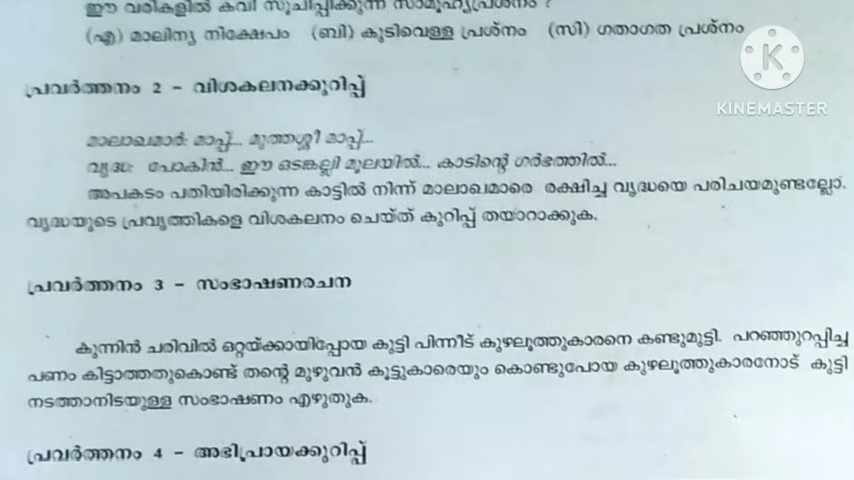 ഈ വരികളിൽ കവി സൂചിപ്പിക്കുന്ന സാമൂഹ്യപ്രശ്നം ?
(എ) മാലിന്യ നിക്ഷേപം (ബി) കുടിവെള്ള പ്രശ്നം (സി) ഗതാഗത പ്രശ്നം
KINEMASTER
പ്രവർത്തനം 2 - വിശകലനക്കുറിപ്പ്
മാലാഖമാർ: മാപ്പ്... മുത്തശ്ശീ മാപ്പ്...
വൃദ്ധ: പോകിൻ... ഈ ഒടങ്കല്ലി മൂലയിൽ... കാടിന്റെ ഗർഭത്തിൽ...
അപകടം പതിയിരിക്കുന്ന കാട്ടിൽ നിന്ന് മാലാഖമാരെ രക്ഷിച്ച വൃദ്ധയെ പരിചയമുണ്ടല്ലോ.
വൃദ്ധയുടെ പ്രവൃത്തികളെ വിശകലനം ചെയ്ത് കുറിപ്പ് തയാറാക്കുക.
പ്രവർത്തനം 3 - സംഭാഷണരചന
കുന്നിൻ ചരിവിൽ ഒറ്റയ്ക്കായിപ്പോയ കുട്ടി പിന്നീട് കുഴലൂത്തുകാരനെ കണ്ടുമുട്ടി. പറഞ്ഞുറപ്പിച്ച
പണം കിട്ടാത്തതുകൊണ്ട് തന്റെ മുഴുവൻ കൂട്ടുകാരെയും കൊണ്ടുപോയ കുഴലൂത്തുകാരനോട് കുട്ടി
നടത്താനിടയുള്ള സംഭാഷണം എഴുതുക.
പ്രവർത്തനം 4 - അഭിപ്രായക്കുറിപ്പ്